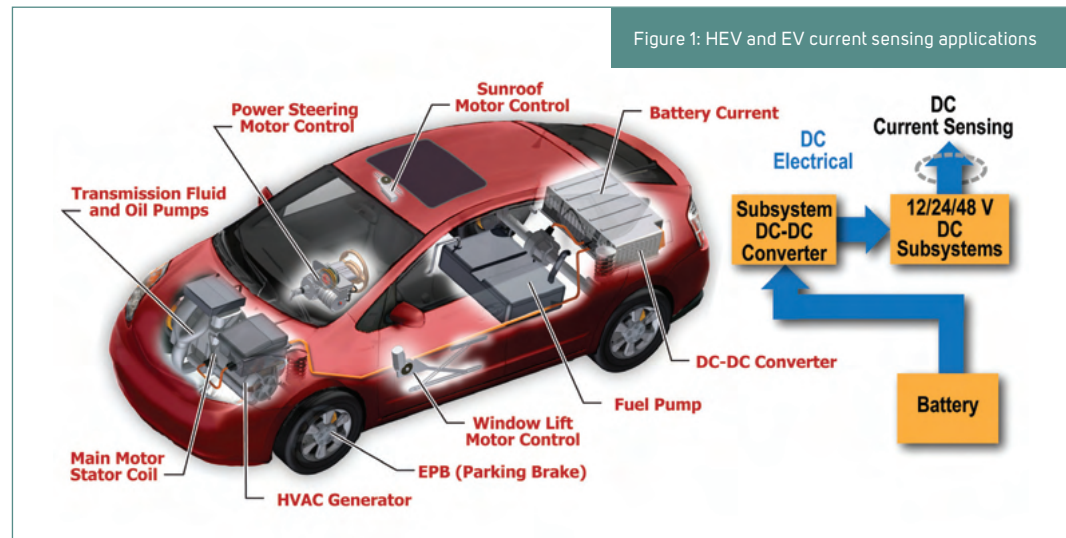 Figure 1: HEV and EV current sensing applications
Sunroof
Motor Control
Power Steering
Motor Control
Battery Current
Transmission Fluid
and Oil Pumps
DC-DC Converter
Fuel Pump
Window Lift
Motor Control
EPB (Parking Brake)
Main Motor
Stator Coil
HVAC Generator
DC
Current Sensing
DC
Electrical
Subsystem
DC-DC
Converter
12/24/48 V
DC
Subsystems
Battery